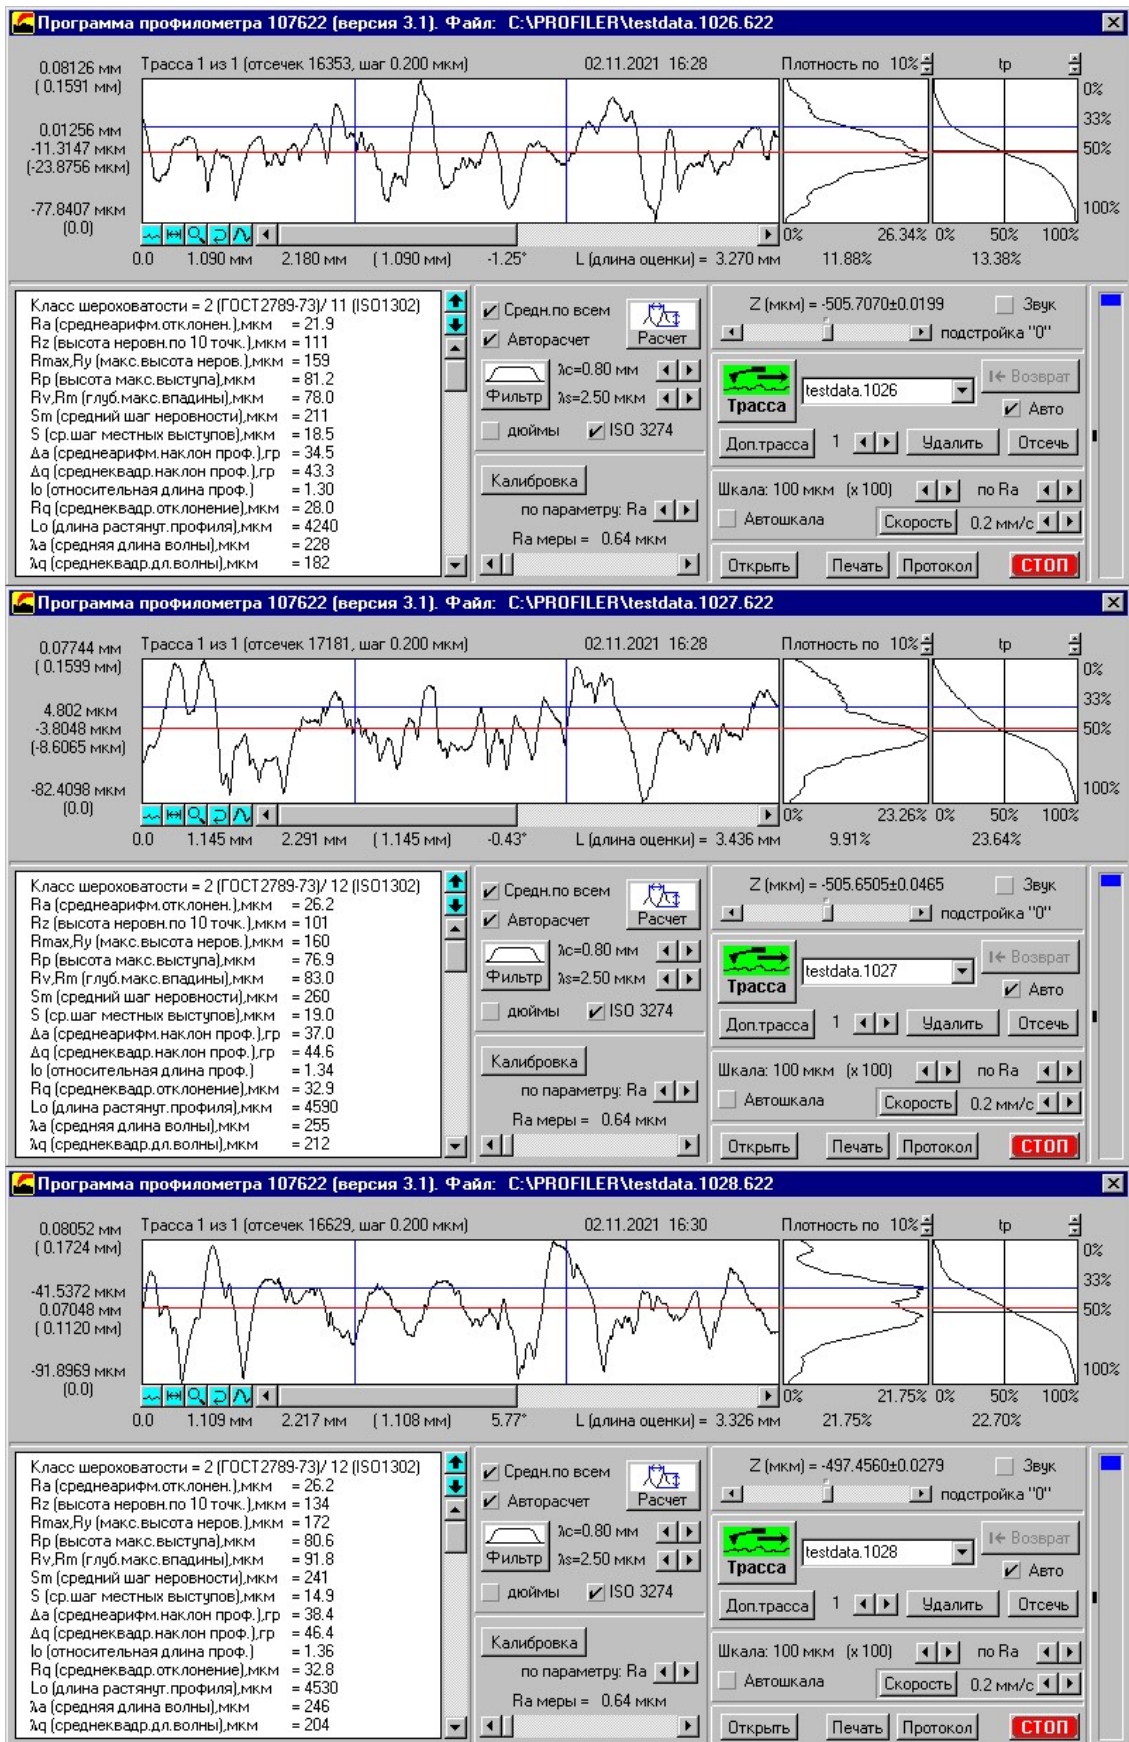 Программа профилометра 107622 (версия 3.1). Файл: C:\PROFILER\testdata.1026.622
0.08126 мм Трасса 1 из 1 (отсечек 16353, шаг 0.200 мкм) 02.11.2021 16:28 Плотность по 10% tp
( 0.1591 мм) 0%
33%
0.01256 мм
-11.3147 мкм 50%
(-23.8756 мкм)
-77.8407 мкм 100%
(0.0) 0% 26.34% 0% 50% 100%
0.0 1.090 мм 2.180 мм (1.090 мм) -1.25° L (длина оценки) = 3.270 мм 11.88% 13.38%
Класс шероховатости = 2 (ГОСТ2789-73)/ 11 (ISO1302)
Ra (среднеарифм.отклонен.),мкм = 21.9
Rz (высота неровн.по 10 точк.),мкм = 111
Rmax,Ry (макс.высота неров.),мкм = 159
Rp (высота макс.выступа),мкм = 81.2
Rv,Rm (глуб.макс.впадины),мкм = 78.0
Sm (средний шаг неровности),мкм = 211
S (ср.шаг местных выступов),мкм = 18.5
Δa (среднеарифм.наклон проф.),гр = 34.5
Δq (среднеквадр.наклон проф.),гр = 43.3
lo (относительная длина проф.) = 1.30
Rq (среднеквадр.отклонение),мкм = 28.0
Lo (длина растянут.профиля),мкм = 4240
λa (средняя длина волны),мкм = 228
λq (среднеквадр.дл.волны),мкм = 182
Средн.по всем
Авторасчет Расчет
Фильтр λc=0.80 мм
λs=2.50 мкм
дюймы ISO 3274
Калибровка
по параметру: Ra
Ra меры = 0.64 мкм
Z (мкм) = -505.7070±0.0199 Звук
подстройка "0"
Трасса testdata.1026 Возврат
Авто
Доп.трасса 1 Удалить Отсечь
Шкала: 100 мкм (x 100) по Ra
Автошкала Скорость 0.2 мм/с
Открыть Печать Протокол СТОП
Программа профилометра 107622 (версия 3.1). Файл: C:\PROFILER\testdata.1027.622
0.07744 мм Трасса 1 из 1 (отсечек 17181, шаг 0.200 мкм) 02.11.2021 16:28 Плотность по 10% tp
( 0.1599 мм) 0%
33%
4.802 мкм
-3.8048 мкм 50%
(-8.6065 мкм)
-82.4098 мкм 100%
(0.0) 0% 23.26% 0% 50% 100%
0.0 1.145 мм 2.291 мм (1.145 мм) -0.43° L (длина оценки) = 3.436 мм 9.91% 23.64%
Класс шероховатости = 2 (ГОСТ2789-73)/ 12 (ISO1302)
Ra (среднеарифм.отклонен.),мкм = 26.2
Rz (высота неровн.по 10 точк.),мкм = 101
Rmax,Ry (макс.высота неров.),мкм = 160
Rp (высота макс.выступа),мкм = 76.9
Rv,Rm (глуб.макс.впадины),мкм = 83.0
Sm (средний шаг неровности),мкм = 260
S (ср.шаг местных выступов),мкм = 19.0
Δa (среднеарифм.наклон проф.),гр = 37.0
Δq (среднеквадр.наклон проф.),гр = 44.6
lo (относительная длина проф.) = 1.34
Rq (среднеквадр.отклонение),мкм = 32.9
Lo (длина растянут.профиля),мкм = 4590
λa (средняя длина волны),мкм = 255
λq (среднеквадр.дл.волны),мкм = 212
Средн.по всем
Авторасчет Расчет
Фильтр λc=0.80 мм
λs=2.50 мкм
дюймы ISO 3274
Калибровка
по параметру: Ra
Ra меры = 0.64 мкм
Z (мкм) = -505.6505±0.0465 Звук
подстройка "0"
Трасса testdata.1027 Возврат
Авто
Доп.трасса 1 Удалить Отсечь
Шкала: 100 мкм (x 100) по Ra
Автошкала Скорость 0.2 мм/с
Открыть Печать Протокол СТОП
Программа профилометра 107622 (версия 3.1). Файл: C:\PROFILER\testdata.1028.622
0.08052 мм Трасса 1 из 1 (отсечек 16629, шаг 0.200 мкм) 02.11.2021 16:30 Плотность по 10% tp
( 0.1724 мм) 0%
33%
-41.5372 мкм
0.07048 мм 50%
( 0.1120 мм)
-91.8969 мкм 100%
(0.0) 0% 21.75% 0% 50% 100%
0.0 1.109 мм 2.217 мм (1.108 мм) 5.77° L (длина оценки) = 3.326 мм 21.75% 22.70%
Класс шероховатости = 2 (ГОСТ2789-73)/ 12 (ISO1302)
Ra (среднеарифм.отклонен.),мкм = 26.2
Rz (высота неровн.по 10 точк.),мкм = 134
Rmax,Ry (макс.высота неров.),мкм = 172
Rp (высота макс.выступа),мкм = 80.6
Rv,Rm (глуб.макс.впадины),мкм = 91.8
Sm (средний шаг неровности),мкм = 241
S (ср.шаг местных выступов),мкм = 14.9
Δa (среднеарифм.наклон проф.),гр = 38.4
Δq (среднеквадр.наклон проф.),гр = 46.4
lo (относительная длина проф.) = 1.36
Rq (среднеквадр.отклонение),мкм = 32.8
Lo (длина растянут.профиля),мкм = 4530
λa (средняя длина волны),мкм = 246
λq (среднеквадр.дл.волны),мкм = 204
Средн.по всем
Авторасчет Расчет
Фильтр λc=0.80 мм
λs=2.50 мкм
дюймы ISO 3274
Калибровка
по параметру: Ra
Ra меры = 0.64 мкм
Z (мкм) = -497.4560±0.0279 Звук
подстройка "0"
Трасса testdata.1028 Возврат
Авто
Доп.трасса 1 Удалить Отсечь
Шкала: 100 мкм (x 100) по Ra
Автошкала Скорость 0.2 мм/с
Открыть Печать Протокол СТОП